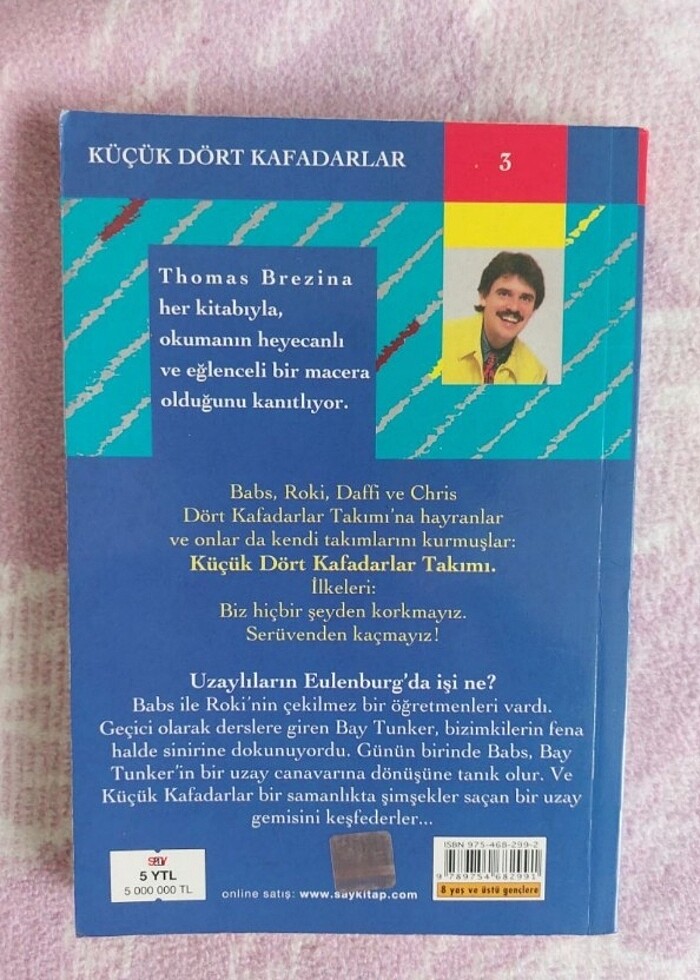 KÜÇÜK DÖRT KAFADARLAR
3
Thomas Brezina
her kitabıyla,
okumanın heyecanlı
ve eğlenceli bir macera
olduğunu kanıtlıyor.
Babs, Roki, Daffi ve Chris
Dört Kafadarlar Takımı'na hayranlar
ve onlar da kendi takımlarını kurmuşlar:
Küçük Dört Kafadarlar Takımı.
İlkeleri:
Biz hiçbir şeyden korkmayız.
Serüvenden kaçmayız!
Uzaylıların Eulenburg'da işi ne?
Babs ile Roki'nin çekilmez bir öğretmenleri vardı.
Geçici olarak derslere giren Bay Tunker, bizimkilerin fena
halde sinirine dokunuyordu. Günün birinde Babs, Bay
Tunker'in bir uzay canavarına dönüşüne tanık olur. Ve
Küçük Kafadarlar bir samanlıkta şimşekler saçan bir uzay
gemisini keşfederler...
SAY
5 YTL
5 000 000 TL
online satış: www.saykitap.com
ISBN 975-468-299-2
9 789754 682991
8 yaş ve üstü gençlere